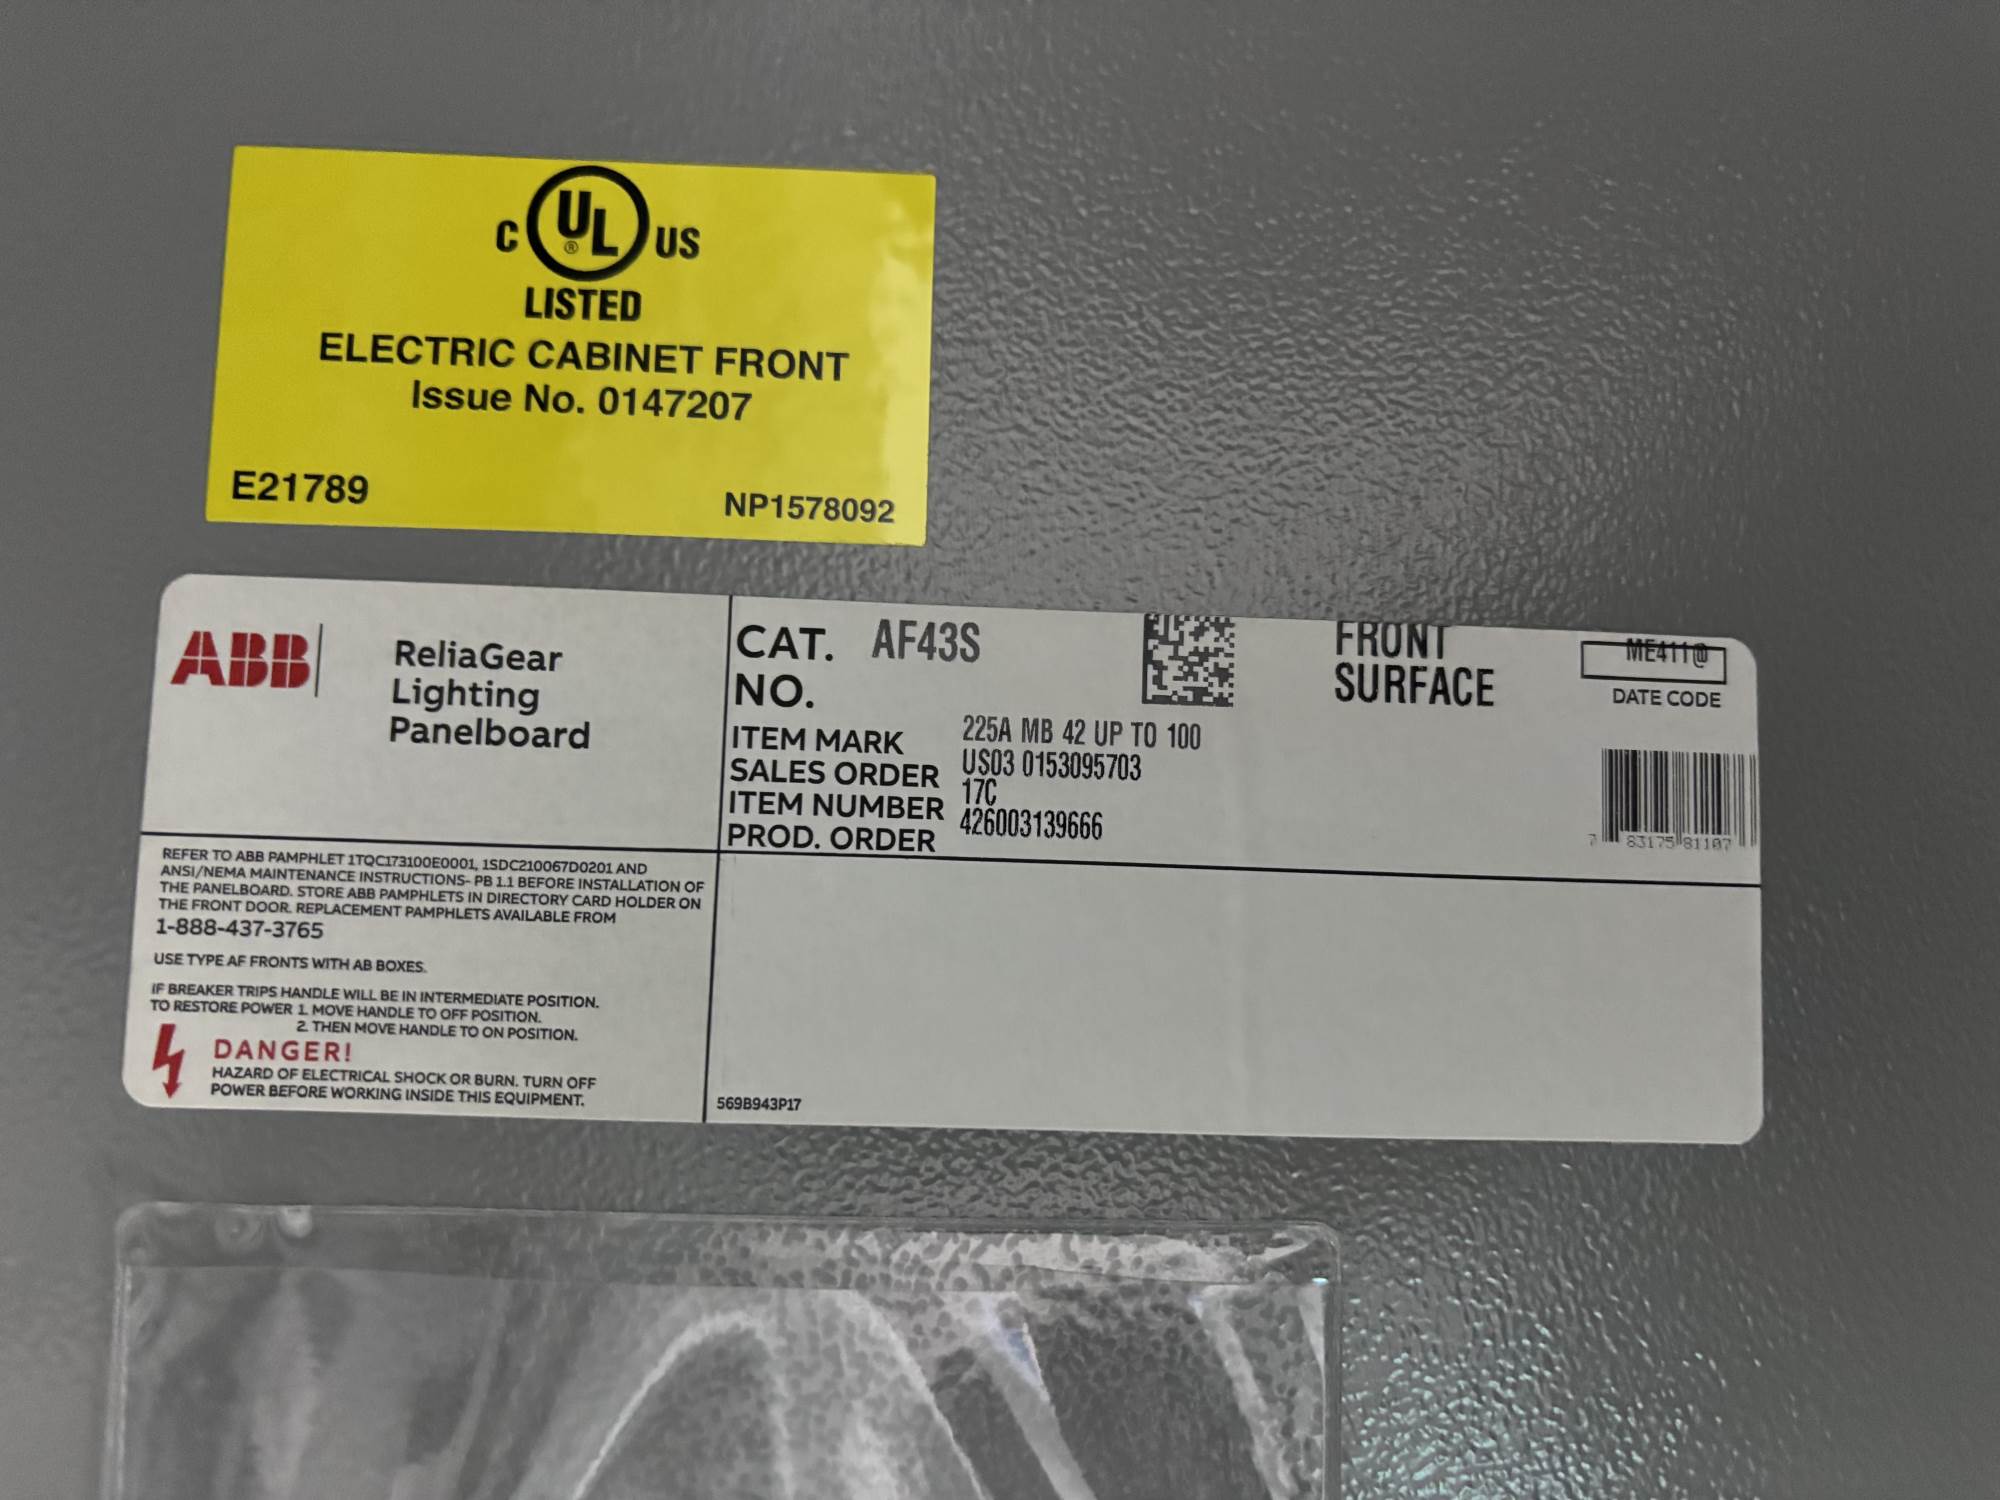 C UL US
®
LISTED
ELECTRIC CABINET FRONT
Issue No. 0147207
E21789
NP1578092
ABB
ReliaGear
Lighting
Panelboard
CAT. NO. AF43S
FRONT
SURFACE
ME411@
DATE CODE
ITEM MARK 225A MB 42 UP TO 100
SALES ORDER US03 0153095703
ITEM NUMBER 17C
PROD. ORDER 426003139666
7 83175 81107
REFER TO ABB PAMPHLET 1TQC173100E0001, 1SDC210067D0201 AND
ANSI/NEMA MAINTENANCE INSTRUCTIONS- PB 1.1 BEFORE INSTALLATION OF
THE PANELBOARD. STORE ABB PAMPHLETS IN DIRECTORY CARD HOLDER ON
THE FRONT DOOR. REPLACEMENT PAMPHLETS AVAILABLE FROM
1-888-437-3765
USE TYPE AF FRONTS WITH AB BOXES.
IF BREAKER TRIPS HANDLE WILL BE IN INTERMEDIATE POSITION.
TO RESTORE POWER 1. MOVE HANDLE TO OFF POSITION.
2. THEN MOVE HANDLE TO ON POSITION.
DANGER!
HAZARD OF ELECTRICAL SHOCK OR BURN. TURN OFF
POWER BEFORE WORKING INSIDE THIS EQUIPMENT.
569B943P17